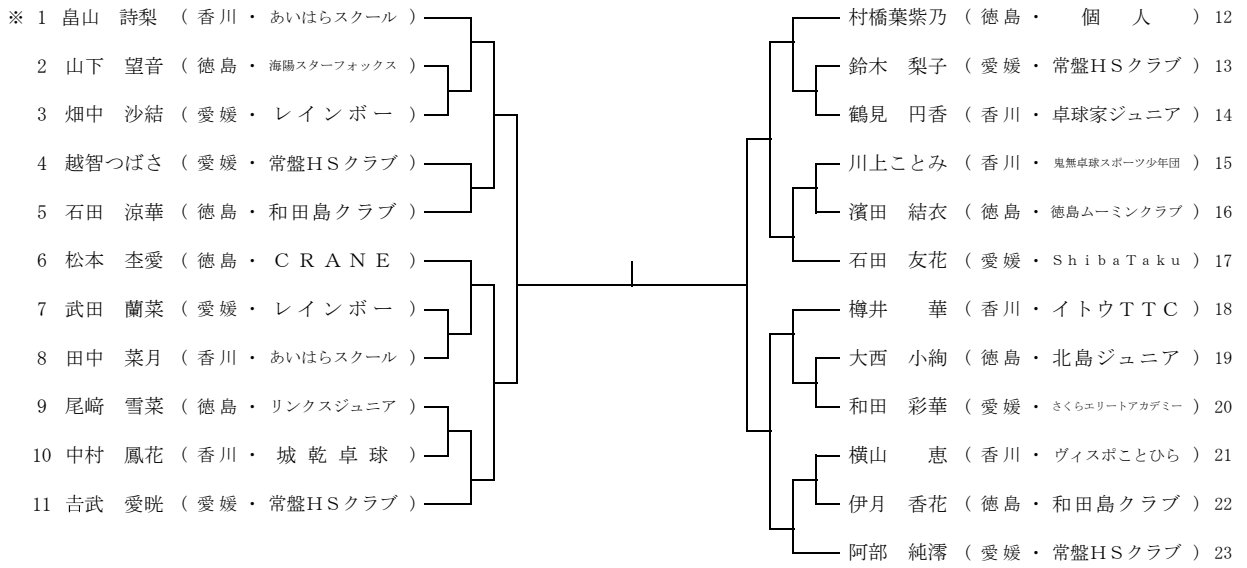 ※ 1 畠山 詩梨 (香川・あいはらスクール)
2 山下 望音 (徳島・海陽スターフォックス)
3 畑中 沙結 (愛媛・レインボー)
4 越智つばさ (愛媛・常盤HSクラブ)
5 石田 涼華 (徳島・和田島クラブ)
6 松本 杢愛 (徳島・CRANE)
7 武田 蘭菜 (愛媛・レインボー)
8 田中 菜月 (香川・あいはらスクール)
9 尾﨑 雪菜 (徳島・リンクスジュニア)
10 中村 鳳花 (香川・城乾卓球)
11 吉武 愛晄 (愛媛・常盤HSクラブ)
村橋葉紫乃 (徳島・個人) 12
鈴木 梨子 (愛媛・常盤HSクラブ) 13
鶴見 円香 (香川・卓球家ジュニア) 14
川上ことみ (香川・鬼無卓球スポーツ少年団) 15
濱田 結衣 (徳島・徳島ムーミンクラブ) 16
石田 友花 (愛媛・ShibaTaku) 17
樽井 華 (香川・イトウTTC) 18
大西 小絢 (徳島・北島ジュニア) 19
和田 彩華 (愛媛・さくらエリートアカデミー) 20
横山 恵 (香川・ヴィスポことひら) 21
伊月 香花 (徳島・和田島クラブ) 22
阿部 純澪 (愛媛・常盤HSクラブ) 23